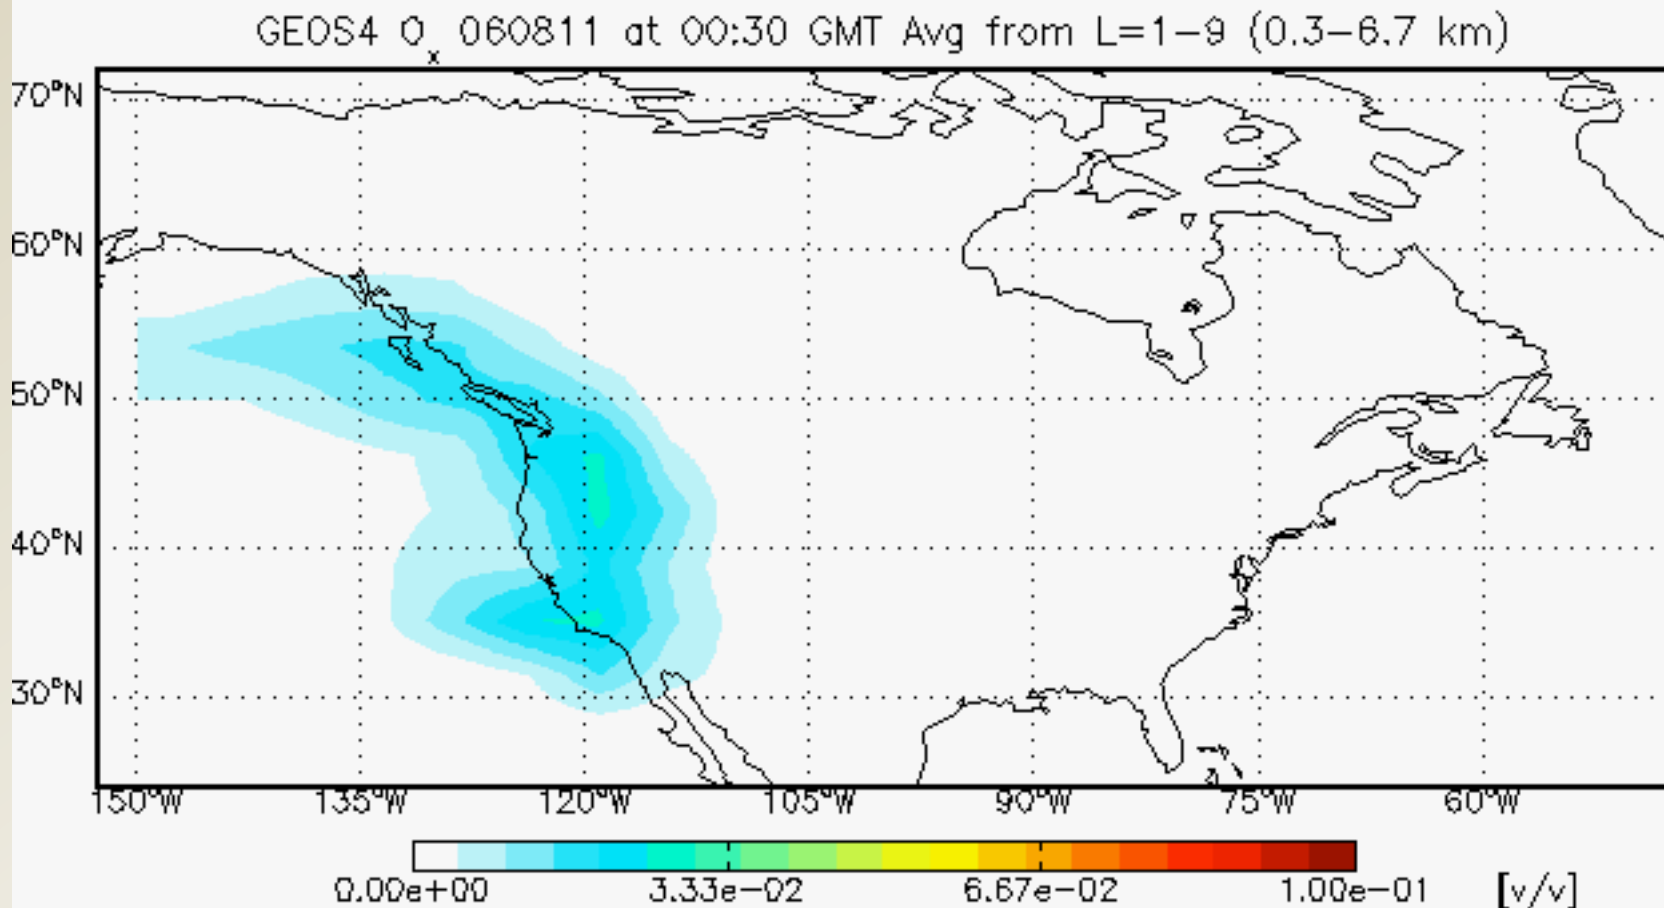 GEOS4 Oₓ 060811 at 00:30 GMT Avg from L=1-9 (0.3-6.7 km)
70°N
60°N
50°N
40°N
30°N
150°W 135°W 120°W 105°W 90°W 75°W 60°W
0.00e+00 3.33e-02 6.67e-02 1.00e-01 [v/v]